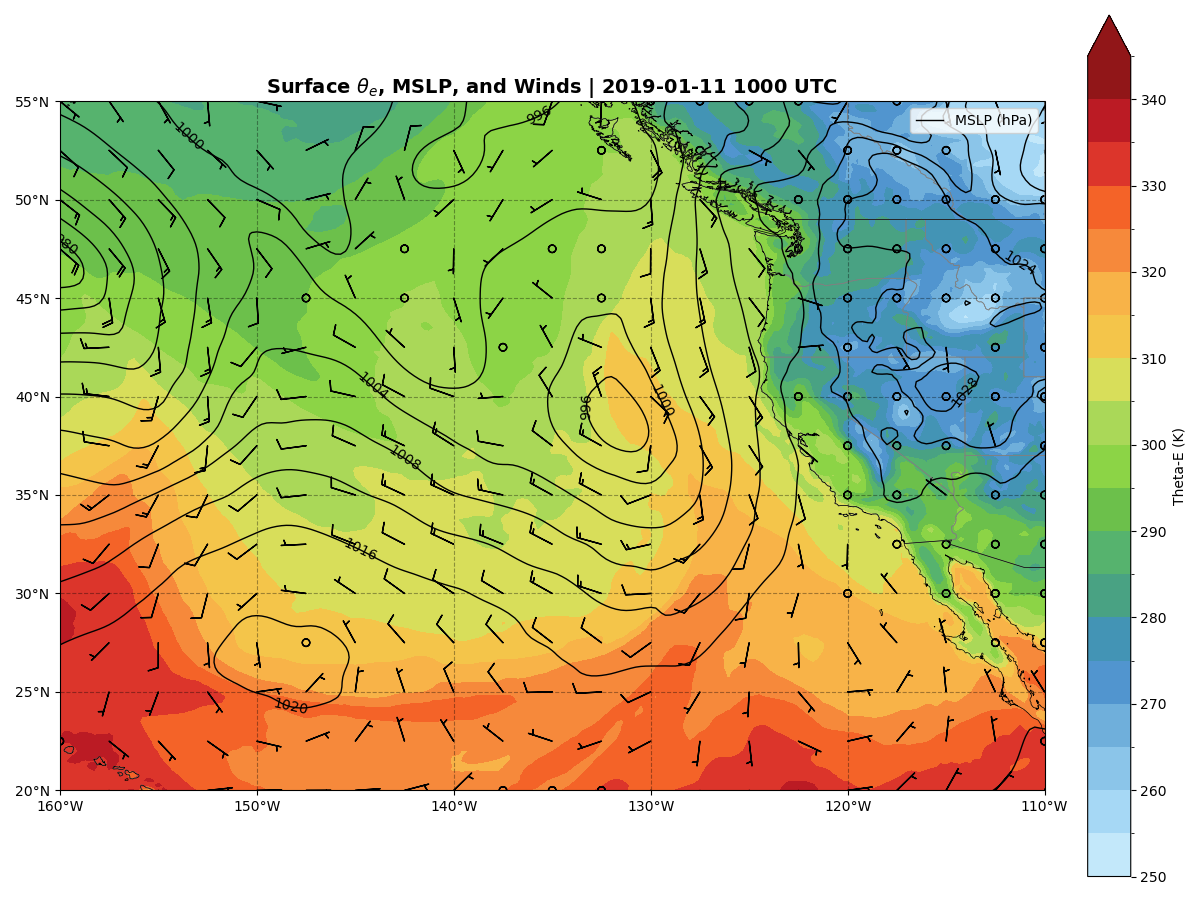 Surface θe, MSLP, and Winds | 2019-01-11 1000 UTC
MSLP (hPa)
55°N
50°N
45°N
40°N
35°N
30°N
25°N
20°N
160°W
150°W
140°W
130°W
120°W
110°W
1000
996
980
1024
1004
996
1000
1028
1008
1016
1020
340
330
320
310
300
290
280
270
260
250
Theta-E (K)